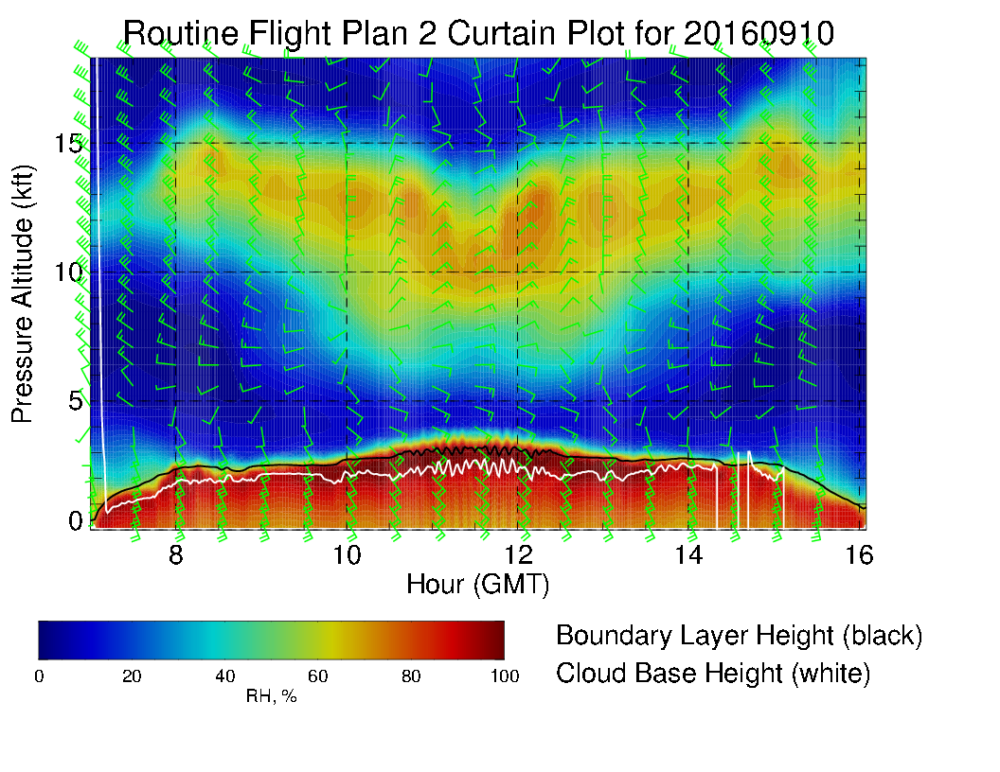 Routine Flight Plan 2 Curtain Plot for 20160910
Pressure Altitude (kft)
15
10
5
0
8 10 12 14 16
Hour (GMT)
0 20 40 60 80 100
RH, %
Boundary Layer Height (black)
Cloud Base Height (white)